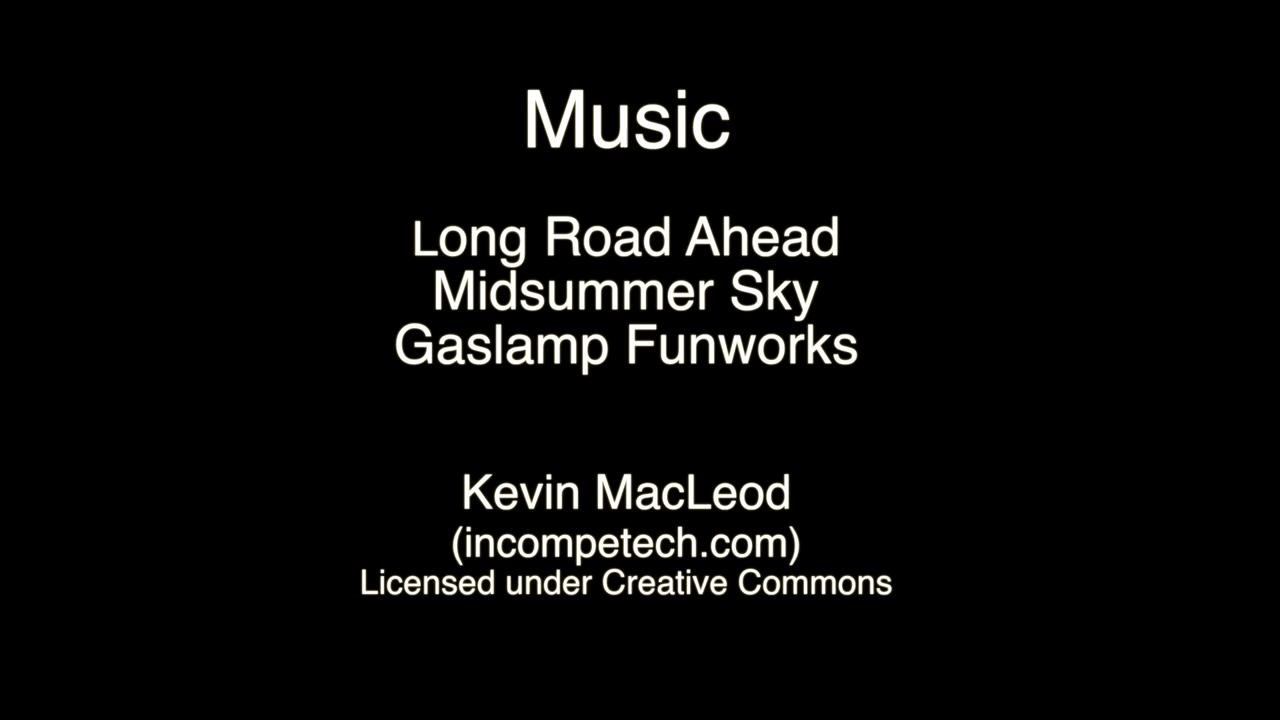 Music
Long Road Ahead
Midsummer Sky
Gaslamp Funworks
Kevin MacLeod
(incompetech.com)
Licensed under Creative Commons